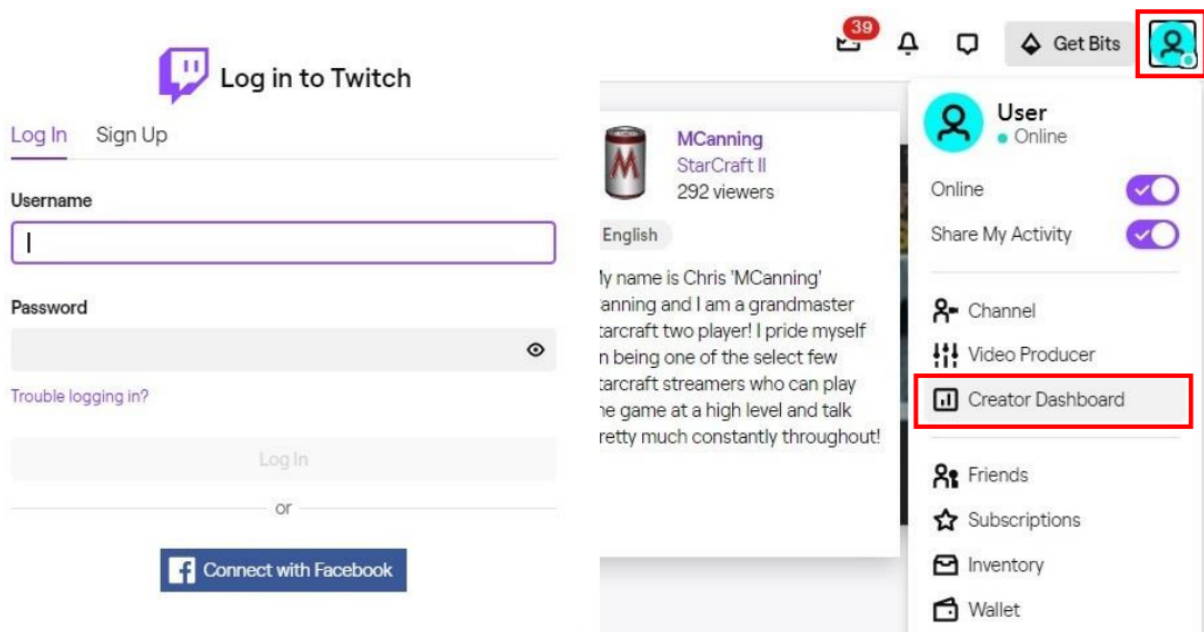 Log in to Twitch
Log In Sign Up
Username
Password
Trouble logging in?
Log In
or
Connect with Facebook
39
Get Bits
MCanning
StarCraft II
292 viewers
English
y name is Chris 'MCanning'
anning and I am a grandmaster
tarcraft two player! I pride myself
n being one of the select few
tarcraft streamers who can play
he game at a high level and talk
retty much constantly throughout!
User
Online
Online
Share My Activity
Channel
Video Producer
Creator Dashboard
Friends
Subscriptions
Inventory
Wallet